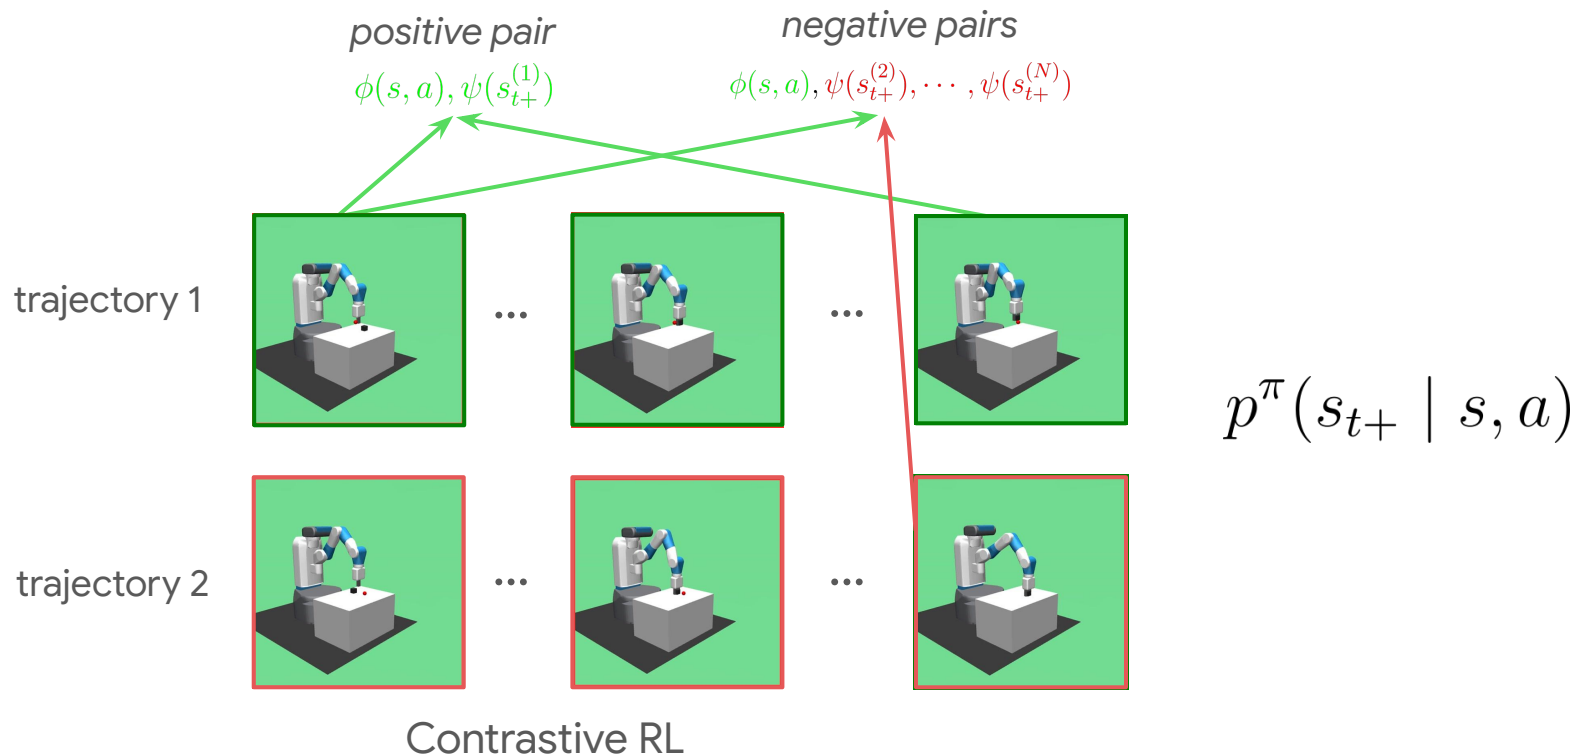 positive pair
negative pairs
ϕ(s, a), ψ(s_{t+}^{(1)})
ϕ(s, a), ψ(s_{t+}^{(2)}), ⋯ , ψ(s_{t+}^{(N)})
trajectory 1
...
...
p^π(s_{t+} | s, a)
trajectory 2
...
...
Contrastive RL